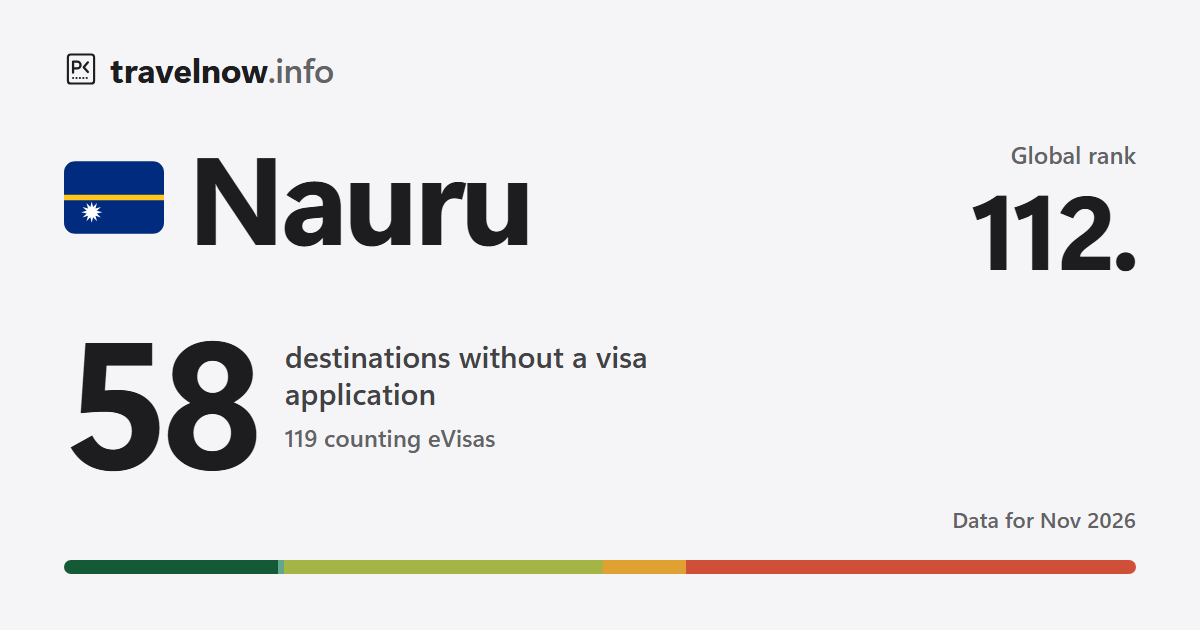 travelnow.info
Nauru
Global rank
112.
58
destinations without a visa
application
119 counting eVisas
Data for Nov 2026